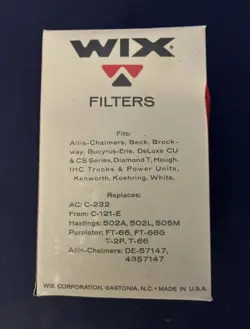 WIX
FILTERS
Fits:
Allis-Chalmers, Beck, Brock-
way, Bucyrus-Erie, DeLuxe CU
& CS Series, Diamond T, Hough,
IHC Trucks & Power Units,
Kenworth, Koehring, White.
Replaces:
AC: C-232
Fram: C-121-E
Hastings: 502A, 502L, 505M
Purolator: FT-66, FT-66G
T-2P, T-66
Allin-Chalmers: DE-57147,
4357147
WIX CORPORATION, GASTONIA, N.C. • MADE IN U.S.A.